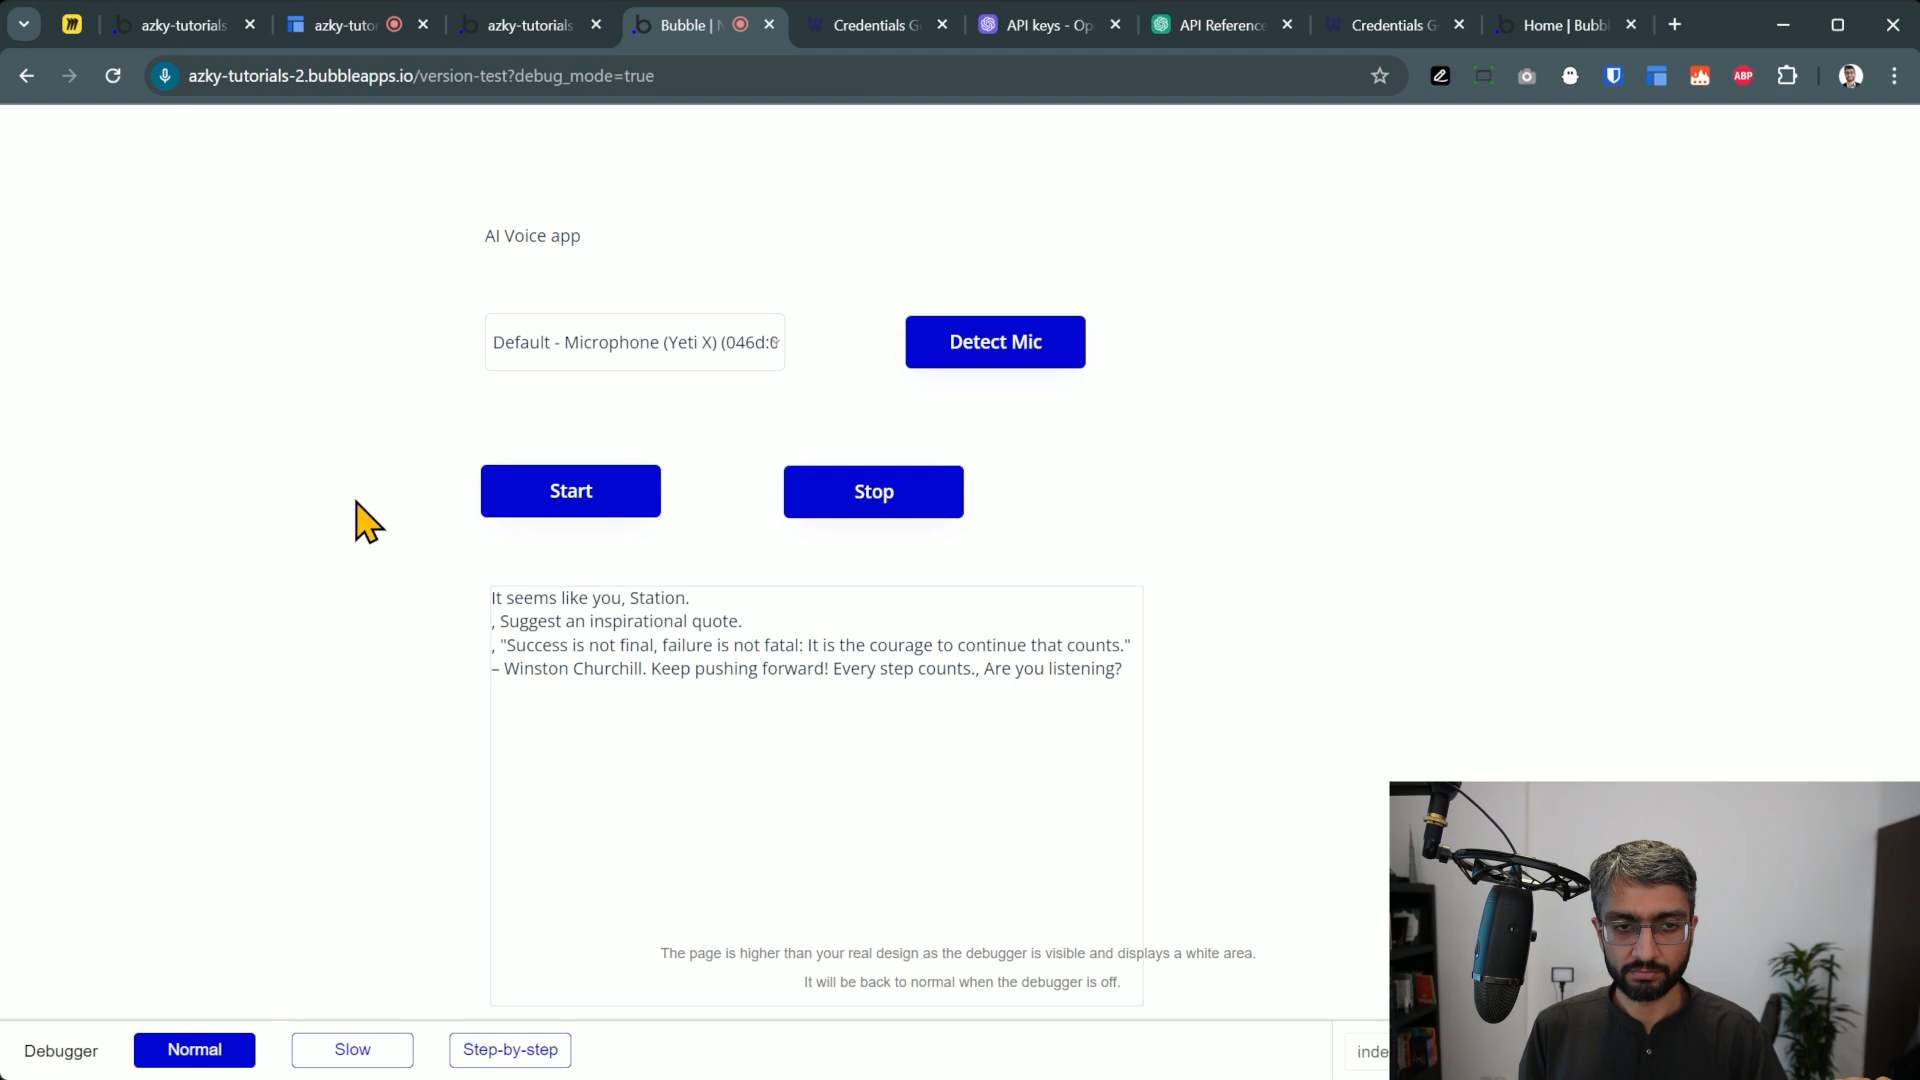 azky-tutorials
azky-tuto
azky-tutorials
Bubble | N
Credentials G
API keys - Op
API Reference
Credentials G
Home | Bubbl
azky-tutorials-2.bubbleapps.io/version-test?debug_mode=true
ABP
AI Voice app
Default - Microphone (Yeti X) (046d:0
Detect Mic
Start
Stop
It seems like you, Station.
, Suggest an inspirational quote.
, "Success is not final, failure is not fatal: It is the courage to continue that counts."
– Winston Churchill. Keep pushing forward! Every step counts., Are you listening?
The page is higher than your real design as the debugger is visible and displays a white area.
It will be back to normal when the debugger is off.
Debugger
Normal
Slow
Step-by-step
inde